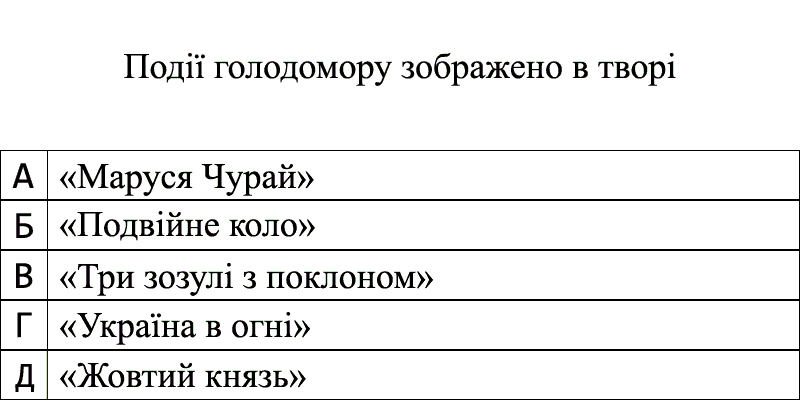 Події голодомору зображено в творі
А «Маруся Чурай»
Б «Подвійне коло»
В «Три зозулі з поклоном»
Г «Україна в огні»
Д «Жовтий князь»